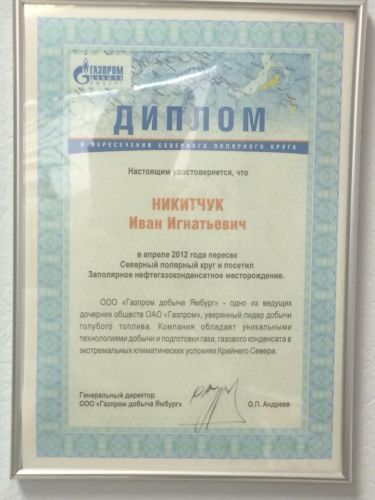 ГАЗПРОМ
ДОБЫЧА
ЯМБУРГ
ДИПЛОМ
О ПЕРЕСЕЧЕНИИ СЕВЕРНОГО ПОЛЯРНОГО КРУГА
Настоящим удостоверяется, что
НИКИТЧУК
Иван Игнатьевич
в апреле 2012 года пересек
Северный полярный круг и посетил
Заполярное нефтегазоконденсатное месторождение.
ООО «Газпром добыча Ямбург» - одно из ведущих
дочерних обществ ОАО «Газпром», уверенный лидер добычи
голубого топлива. Компания обладает уникальными
технологиями добычи и подготовки газа, газового конденсата в
экстремальных климатических условиях Крайнего Севера.
Генеральный директор
ООО «Газпром добыча Ямбург»
О.П. Андреев